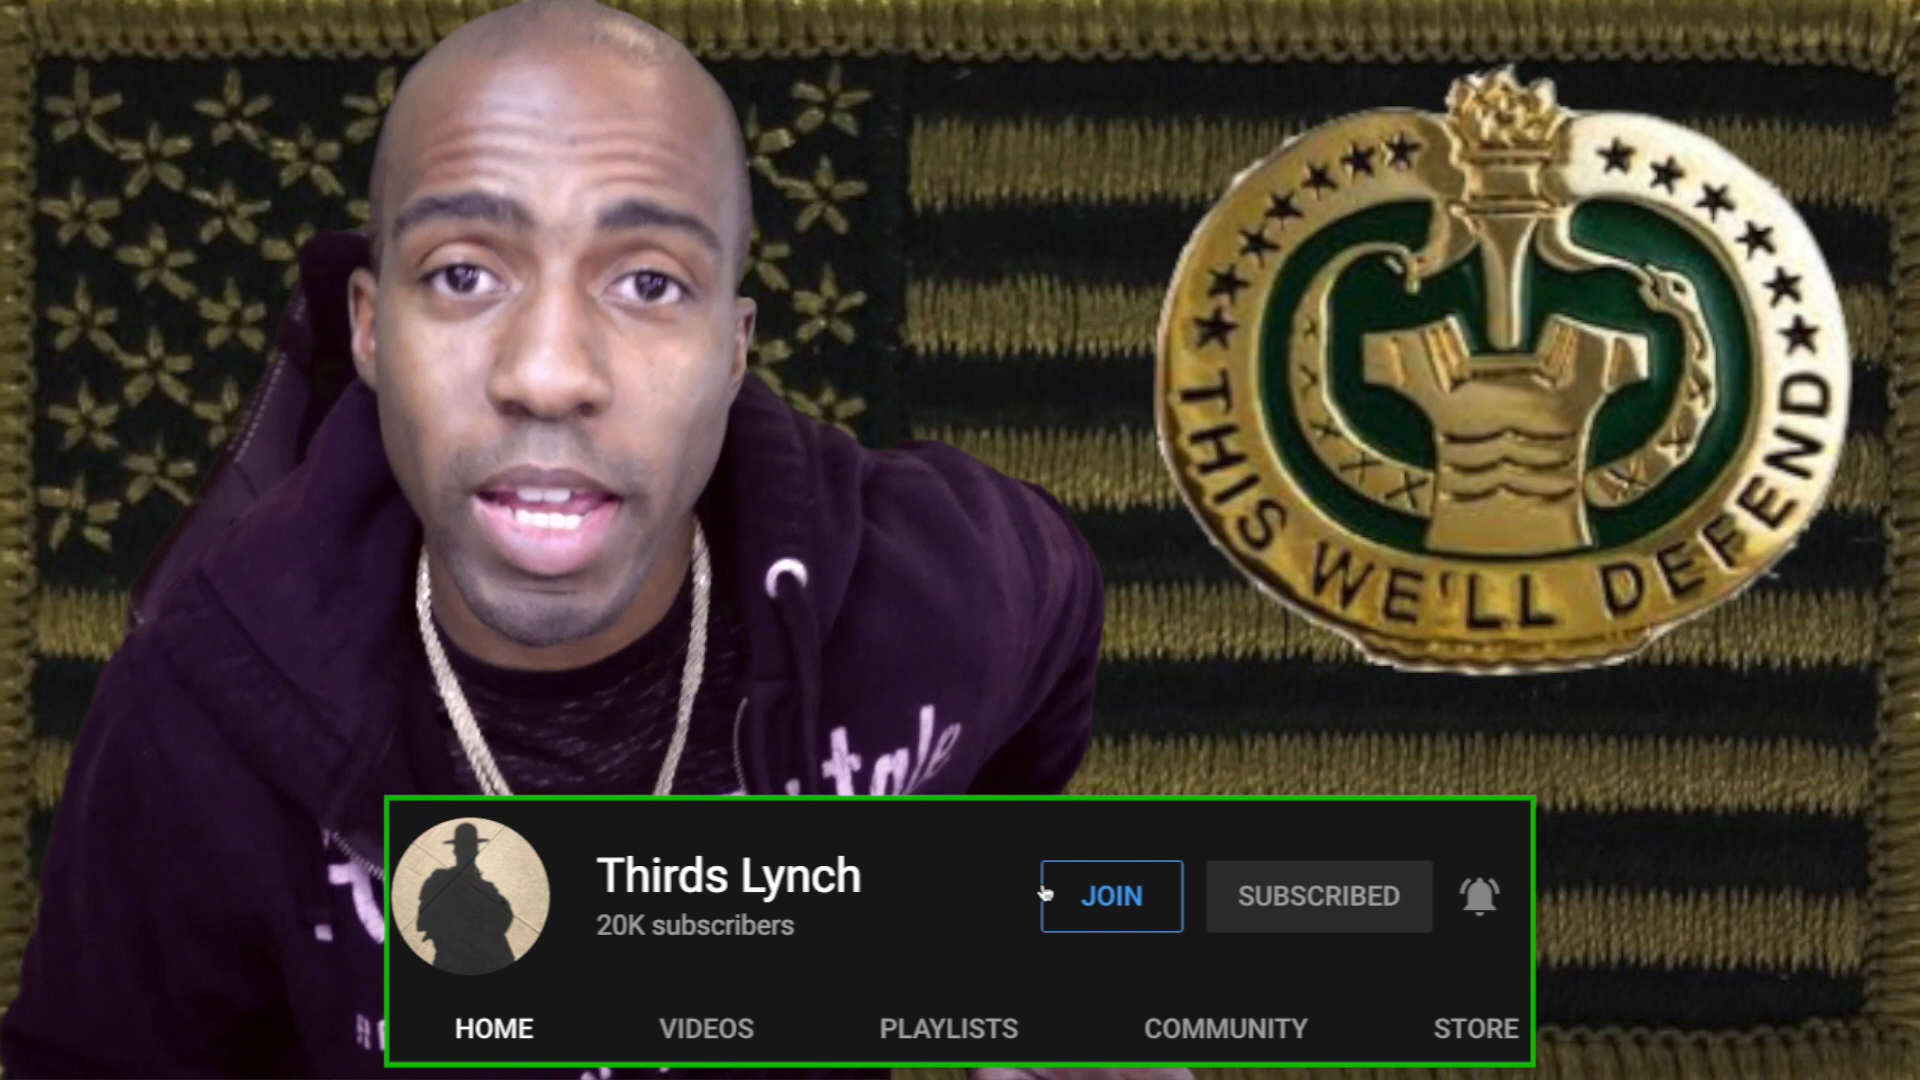 THIS WE'LL DEFEND
Thirds Lynch
20K subscribers
JOIN
SUBSCRIBED
HOME
VIDEOS
PLAYLISTS
COMMUNITY
STORE